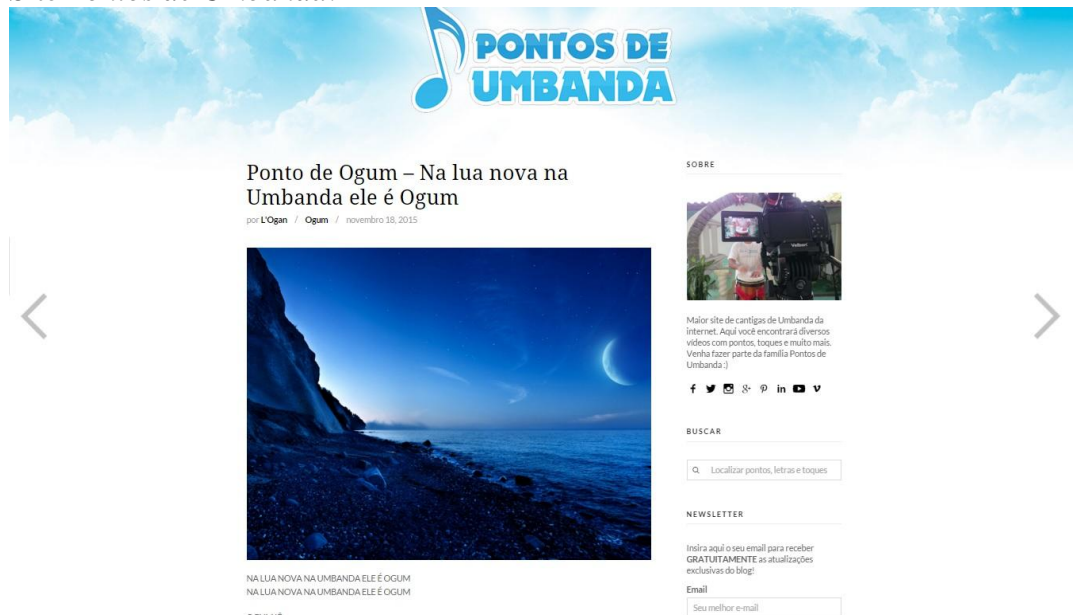 PONTOS DE
UMBANDA
Ponto de Ogum – Na lua nova na
Umbanda ele é Ogum
por L'Ogan / Ogum / novembro 18, 2015
NA LUA NOVA NA UMBANDA ELE É OGUM
NA LUA NOVA NA UMBANDA ELE É OGUM
SOBRE
Maior site de cantigas de Umbanda da
internet. Aqui você encontrará diversos
vídeos com pontos, toques e muito mais.
Venha fazer parte da família Pontos de
Umbanda :)
BUSCAR
Localizar pontos, letras e toques
NEWSLETTER
Insira aqui o seu email para receber
GRATUITAMENTE as atualizações
exclusivas do blog!
Email
Seu melhor e-mail